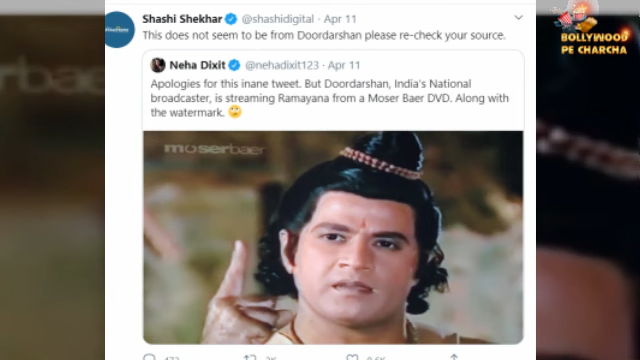 Shashi Shekhar @shashidigital · Apr 11
This does not seem to be from Doordarshan please re-check your source.
Neha Dixit @nehadixit123 · Apr 11
Apologies for this inane tweet. But Doordarshan, India's National
broadcaster, is streaming Ramayana from a Moser Baer DVD. Along with
the watermark. 🙄
moserbaer
BOLLYWOOD
PE CHARCHA